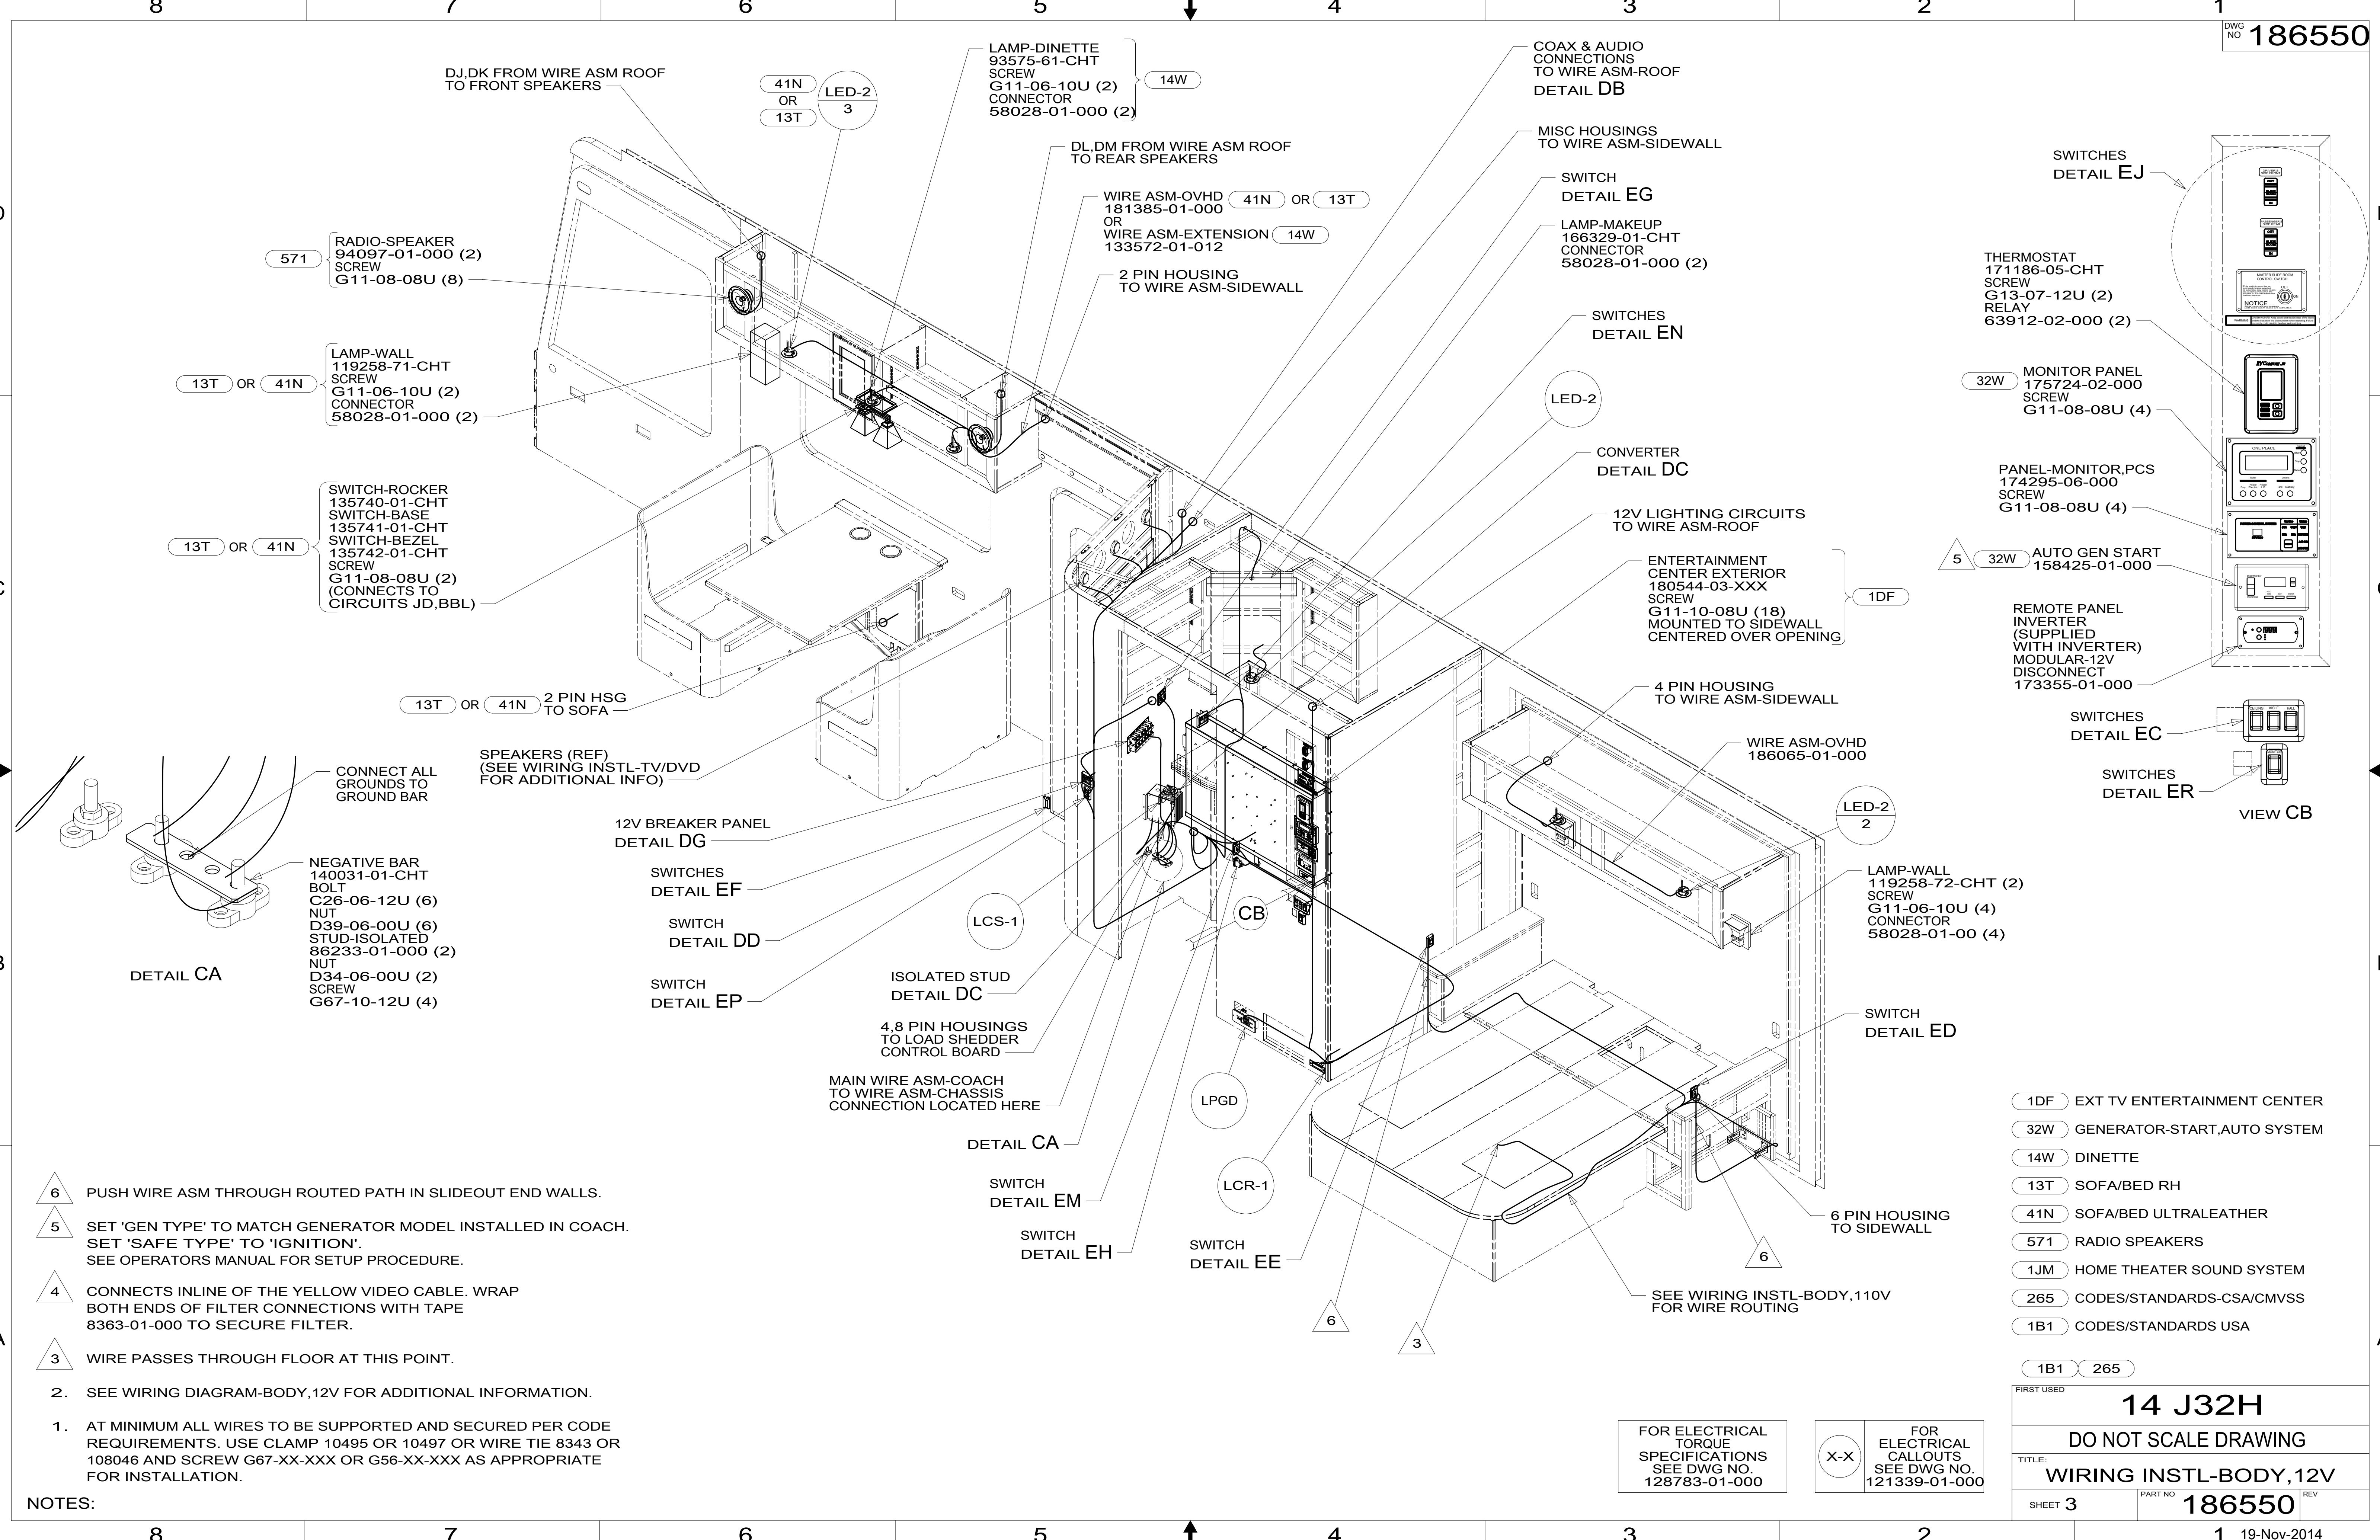 8 7 6 5 4 3 2 1
DWG
NO 186550
DJ,DK FROM WIRE ASM ROOF
TO FRONT SPEAKERS
41N
OR
13T
LED-2
3
LAMP-DINETTE
93575-61-CHT
SCREW
G11-06-10U (2)
CONNECTOR
58028-01-000 (2)
14W
COAX & AUDIO
CONNECTIONS
TO WIRE ASM-ROOF
DETAIL DB
DL,DM FROM WIRE ASM ROOF
TO REAR SPEAKERS
MISC HOUSINGS
TO WIRE ASM-SIDEWALL
WIRE ASM-OVHD 41N OR 13T
181385-01-000
OR
WIRE ASM-EXTENSION 14W
133572-01-012
SWITCH
DETAIL EG
LAMP-MAKEUP
166329-01-CHT
CONNECTOR
58028-01-000 (2)
2 PIN HOUSING
TO WIRE ASM-SIDEWALL
SWITCHES
DETAIL EN
571
RADIO-SPEAKER
94097-01-000 (2)
SCREW
G11-08-08U (8)
13T OR 41N
LAMP-WALL
119258-71-CHT
SCREW
G11-06-10U (2)
CONNECTOR
58028-01-000 (2)
13T OR 41N
SWITCH-ROCKER
135740-01-CHT
SWITCH-BASE
135741-01-CHT
SWITCH-BEZEL
135742-01-CHT
SCREW
G11-08-08U (2)
(CONNECTS TO
CIRCUITS JD,BBL)
13T OR 41N 2 PIN HSG
TO SOFA
SPEAKERS (REF)
(SEE WIRING INSTL-TV/DVD
FOR ADDITIONAL INFO)
LED-2
CONVERTER
DETAIL DC
12V LIGHTING CIRCUITS
TO WIRE ASM-ROOF
ENTERTAINMENT
CENTER EXTERIOR
180544-03-XXX
SCREW
G11-10-08U (18)
MOUNTED TO SIDEWALL
CENTERED OVER OPENING
1DF
4 PIN HOUSING
TO WIRE ASM-SIDEWALL
WIRE ASM-OVHD
186065-01-000
LED-2
2
LAMP-WALL
119258-72-CHT (2)
SCREW
G11-06-10U (4)
CONNECTOR
58028-01-00 (4)
SWITCHES
DETAIL EJ
MASTER SLIDE ROOM
CONTROL SWITCH
NOTICE
THERMOSTAT
171186-05-CHT
SCREW
G13-07-12U (2)
RELAY
63912-02-000 (2)
32W MONITOR PANEL
175724-02-000
SCREW
G11-08-08U (4)
ONE PLACE
PANEL-MONITOR,PCS
174295-06-000
SCREW
G11-08-08U (4)
5 32W AUTO GEN START
158425-01-000
REMOTE PANEL
INVERTER
(SUPPLIED
WITH INVERTER)
MODULAR-12V
DISCONNECT
173355-01-000
SWITCHES
DETAIL EC
SWITCHES
DETAIL ER
VIEW CB
CONNECT ALL
GROUNDS TO
GROUND BAR
NEGATIVE BAR
140031-01-CHT
BOLT
C26-06-12U (6)
NUT
D39-06-00U (6)
STUD-ISOLATED
86233-01-000 (2)
NUT
D34-06-00U (2)
SCREW
G67-10-12U (4)
DETAIL CA
12V BREAKER PANEL
DETAIL DG
SWITCHES
DETAIL EF
SWITCH
DETAIL DD
SWITCH
DETAIL EP
LCS-1
CB
ISOLATED STUD
DETAIL DC
4,8 PIN HOUSINGS
TO LOAD SHEDDER
CONTROL BOARD
MAIN WIRE ASM-COACH
TO WIRE ASM-CHASSIS
CONNECTION LOCATED HERE
DETAIL CA
SWITCH
DETAIL EM
SWITCH
DETAIL EH
LPGD
LCR-1
SWITCH
DETAIL EE
SWITCH
DETAIL ED
6 PIN HOUSING
TO SIDEWALL
6
6
3
SEE WIRING INSTL-BODY,110V
FOR WIRE ROUTING
6 PUSH WIRE ASM THROUGH ROUTED PATH IN SLIDEOUT END WALLS.
5 SET 'GEN TYPE' TO MATCH GENERATOR MODEL INSTALLED IN COACH.
SET 'SAFE TYPE' TO 'IGNITION'.
SEE OPERATORS MANUAL FOR SETUP PROCEDURE.
4 CONNECTS INLINE OF THE YELLOW VIDEO CABLE. WRAP
BOTH ENDS OF FILTER CONNECTIONS WITH TAPE
8363-01-000 TO SECURE FILTER.
3 WIRE PASSES THROUGH FLOOR AT THIS POINT.
2. SEE WIRING DIAGRAM-BODY,12V FOR ADDITIONAL INFORMATION.
1. AT MINIMUM ALL WIRES TO BE SUPPORTED AND SECURED PER CODE
REQUIREMENTS. USE CLAMP 10495 OR 10497 OR WIRE TIE 8343 OR
108046 AND SCREW G67-XX-XXX OR G56-XX-XXX AS APPROPRIATE
FOR INSTALLATION.
NOTES:
1DF EXT TV ENTERTAINMENT CENTER
32W GENERATOR-START,AUTO SYSTEM
14W DINETTE
13T SOFA/BED RH
41N SOFA/BED ULTRALEATHER
571 RADIO SPEAKERS
1JM HOME THEATER SOUND SYSTEM
265 CODES/STANDARDS-CSA/CMVSS
1B1 CODES/STANDARDS USA
1B1 265
FOR ELECTRICAL
TORQUE
SPECIFICATIONS
SEE DWG NO.
128783-01-000
X-X
FOR
ELECTRICAL
CALLOUTS
SEE DWG NO.
121339-01-000
FIRST USED
14 J32H
DO NOT SCALE DRAWING
TITLE:
WIRING INSTL-BODY,12V
SHEET 3
PART NO 186550
REV
8 7 6 5 4 3 2 1
19-Nov-2014